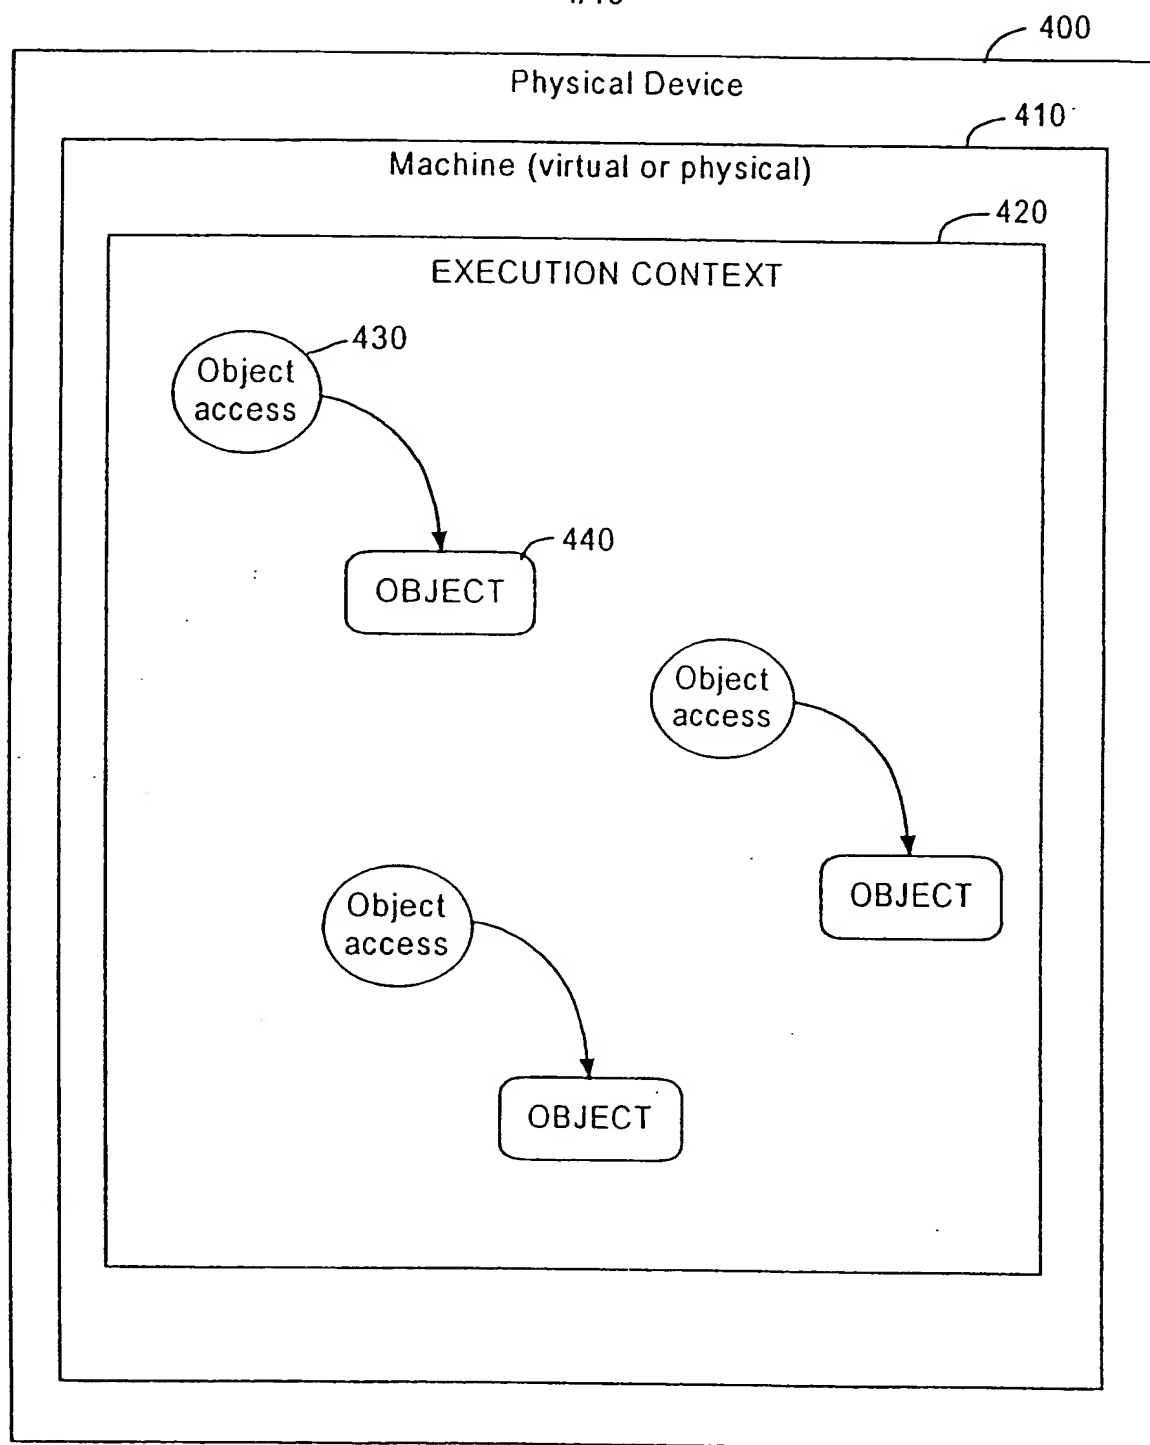 400
Physical Device
410
Machine (virtual or physical)
420
EXECUTION CONTEXT
430
Object
access
440
OBJECT
Object
access
OBJECT
Object
access
OBJECT